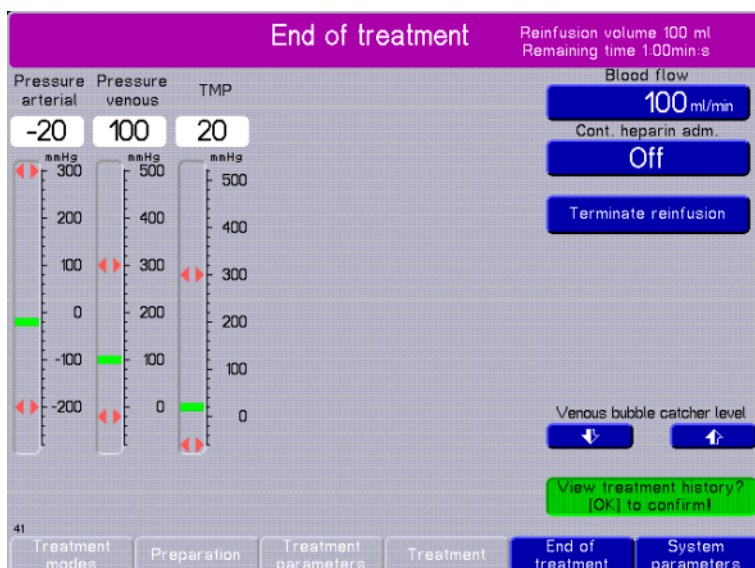 End of treatment
Reinfusion volume 100 ml
Remaining time 1:00min:s
Pressure arterial
Pressure venous
TMP
-20
100
20
mmHg
mmHg
mmHg
300
200
100
0
-100
-200
500
400
300
200
100
0
500
400
300
200
100
0
Blood flow
100 ml/min
Cont. heparin adm.
Off
Terminate reinfusion
Venous bubble catcher level
View treatment history?
[OK] to confirm!
41
Treatment modes
Preparation
Treatment parameters
Treatment
End of treatment
System parameters